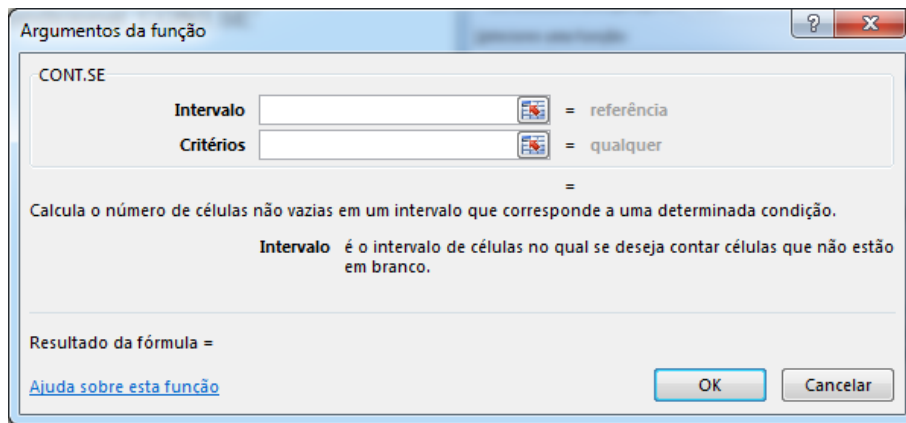 Argumentos da função
CONT.SE
Intervalo = referência
Critérios = qualquer
=
Calcula o número de células não vazias em um intervalo que corresponde a uma determinada condição.
Intervalo é o intervalo de células no qual se deseja contar células que não estão
em branco.
Resultado da fórmula =
Ajuda sobre esta função
OK Cancelar